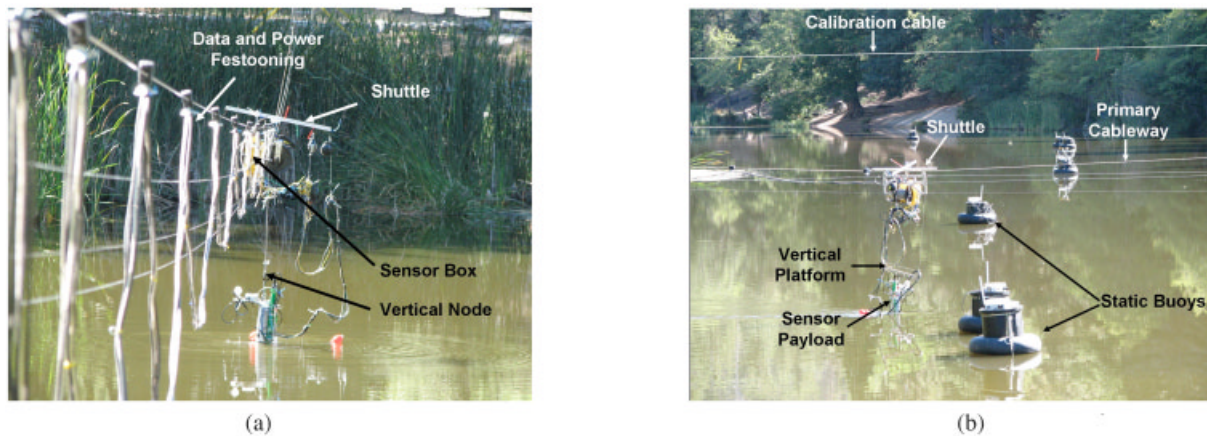 Data and Power
Festooning
Shuttle
Sensor Box
Vertical Node
(a)
Calibration cable
Shuttle
Primary
Cableway
Vertical
Platform
Static Buoys
Sensor
Payload
(b)